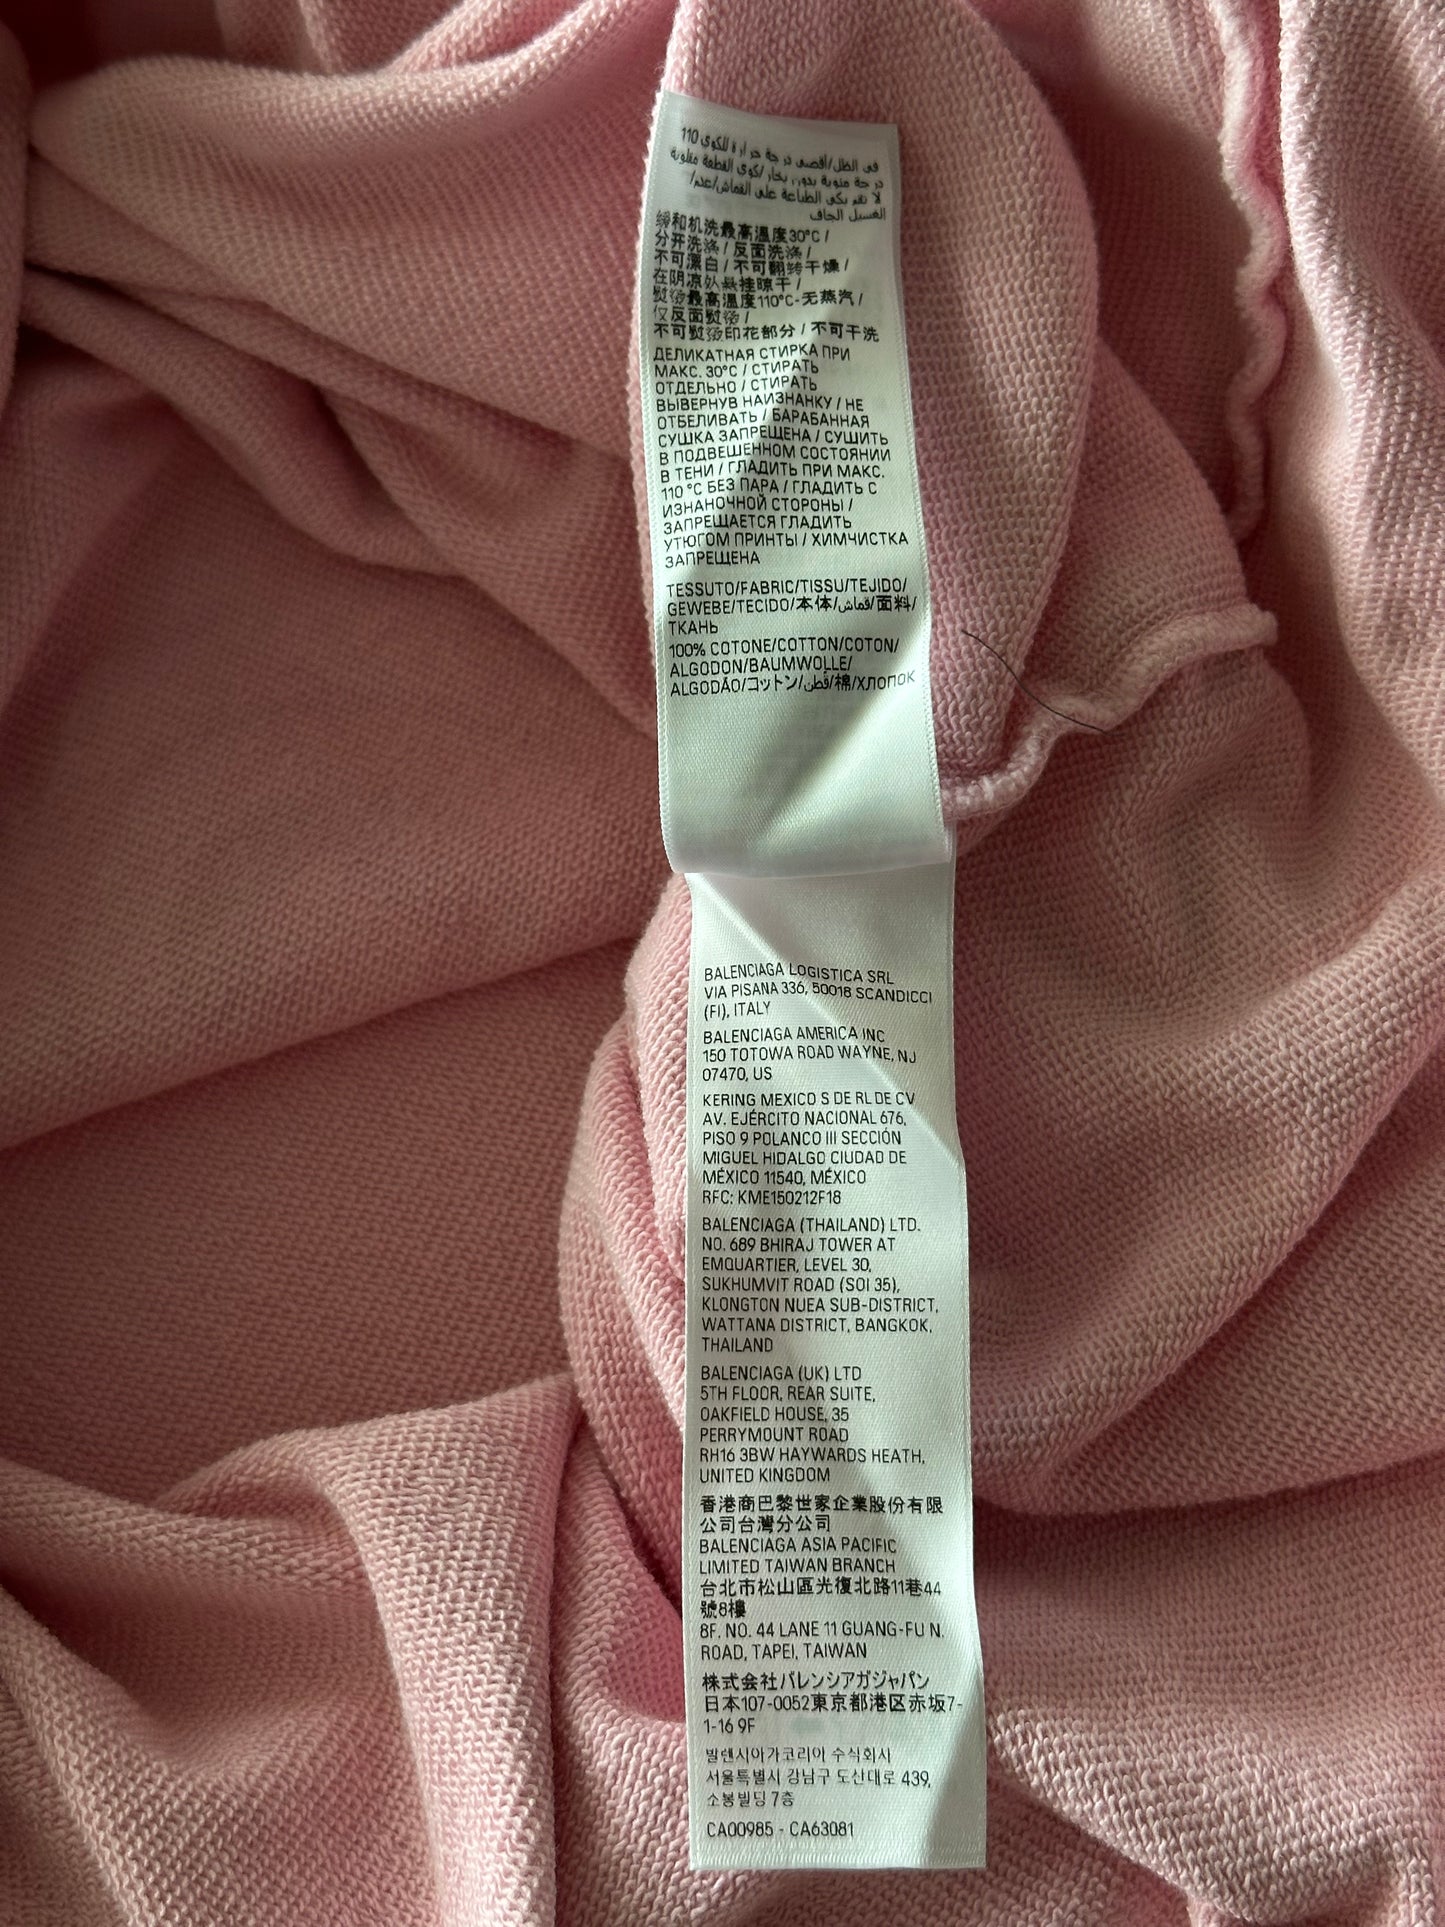 في الظل/أقصى درجة حرارة للكوي 110
درجة مئوية بدون بخار/كوي القطعة مقلوبة
الغسيل الجاف
缓和机洗最高温度30°C /
分开洗涤 / 反面洗涤 /
不可漂白 / 不可翻转干燥 /
在阴凉处悬挂晾干 /
熨烫最高温度110°C-无蒸汽 /
仅反面熨烫 /
不可熨烫印花部分 / 不可干洗
ДЕЛИКАТНАЯ СТИРКА ПРИ
МАКС. 30°C / СТИРАТЬ
ОТДЕЛЬНО / СТИРАТЬ
ВЫВЕРНУВ НАИЗНАНКУ / НЕ
ОТБЕЛИВАТЬ / БАРАБАННАЯ
СУШКА ЗАПРЕЩЕНА / СУШИТЬ
В ПОДВЕШЕННОМ СОСТОЯНИИ
В ТЕНИ / ГЛАДИТЬ ПРИ МАКС.
110 °C БЕЗ ПАРА / ГЛАДИТЬ С
ИЗНАНОЧНОЙ СТОРОНЫ /
ЗАПРЕЩАЕТСЯ ГЛАДИТЬ
УТЮГОМ ПРИНТЫ / ХИМЧИСТКА
ЗАПРЕЩЕНА
TESSUTO/FABRIC/TISSU/TEJIDO/
GEWEBE/TECIDO/本体/قماش/面料/
ТКАНЬ
100% COTONE/COTTON/COTON/
ALGODON/BAUMWOLLE/
ALGODÃO/コットン/قطن/棉/ХЛОПОК
BALENCIAGA LOGISTICA SRL
VIA PISANA 336, 50018 SCANDICCI
(FI), ITALY
BALENCIAGA AMERICA INC
150 TOTOWA ROAD WAYNE, NJ
07470, US
KERING MEXICO S DE RL DE CV
AV. EJÉRCITO NACIONAL 676,
PISO 9 POLANCO III SECCIÓN
MIGUEL HIDALGO CIUDAD DE
MÉXICO 11540, MÉXICO
RFC: KME150212F18
BALENCIAGA (THAILAND) LTD.
NO. 689 BHIRAJ TOWER AT
EMQUARTIER, LEVEL 30,
SUKHUMVIT ROAD (SOI 35),
KLONGTON NUEA SUB-DISTRICT,
WATTANA DISTRICT, BANGKOK,
THAILAND
BALENCIAGA (UK) LTD
5TH FLOOR, REAR SUITE,
OAKFIELD HOUSE, 35
PERRYMOUNT ROAD
RH16 3BW HAYWARDS HEATH,
UNITED KINGDOM
香港商巴黎世家企業股份有限
公司台灣分公司
BALENCIAGA ASIA PACIFIC
LIMITED TAIWAN BRANCH
台北市松山區光復北路11巷44
號8樓
8F. NO. 44 LANE 11 GUANG-FU N.
ROAD, TAPEI, TAIWAN
株式会社バレンシアガジャパン
日本107-0052東京都港区赤坂7-
1-16 9F
발렌시아가코리아 수식회사
서울특별시 강남구 도산대로 439,
소봉빌딩 7층
CA00985 - CA63081